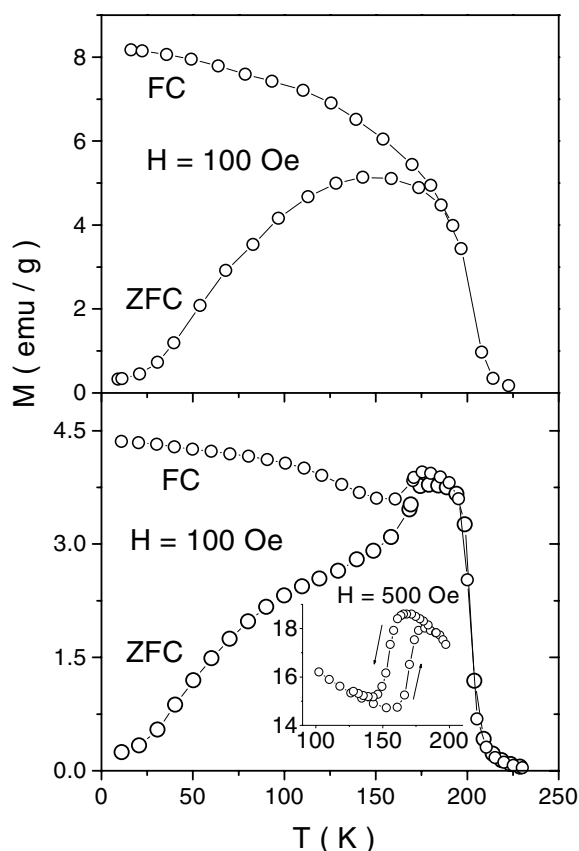 8
FC
6
H = 100 Oe
4
ZFC
2
0
M ( emu / g )
4.5
FC
3.0
H = 100 Oe
H = 500 Oe
ZFC
18
1.5
16
14
100 150 200
0.0
0 50 100 150 200 250
T ( K )